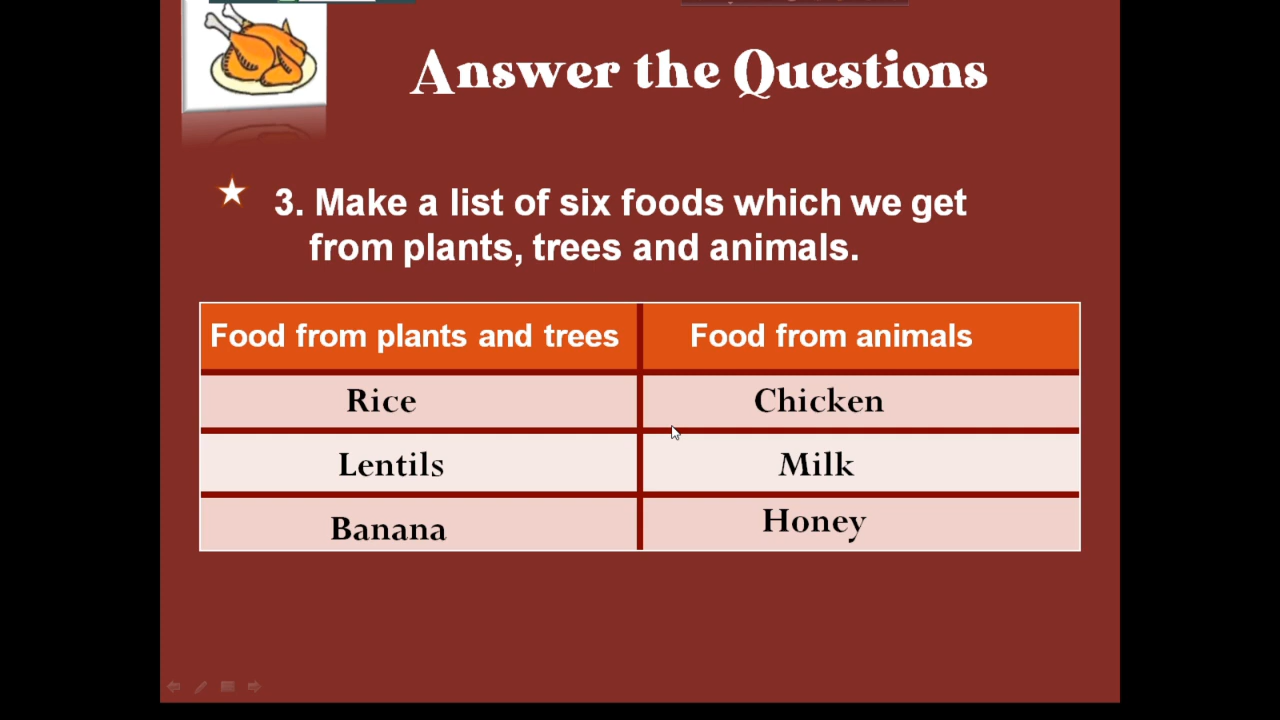 Answer the Questions
3. Make a list of six foods which we get
from plants, trees and animals.
Food from plants and trees Food from animals
Rice Chicken
Lentils Milk
Banana Honey